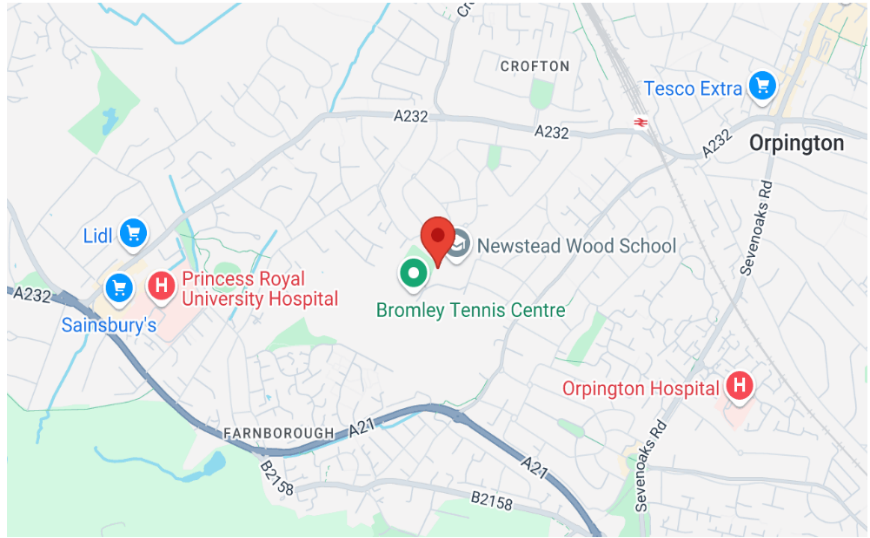 Cro
CROFTON
Tesco Extra
A232
A232
A232
Orpington
Sevenoaks Rd
Lidl
Newstead Wood School
Princess Royal
University Hospital
A232
Sainsbury's
Bromley Tennis Centre
Orpington Hospital
H
H
FARNBOROUGH
A21
A21
Sevenoaks Rd
B2158
B2158